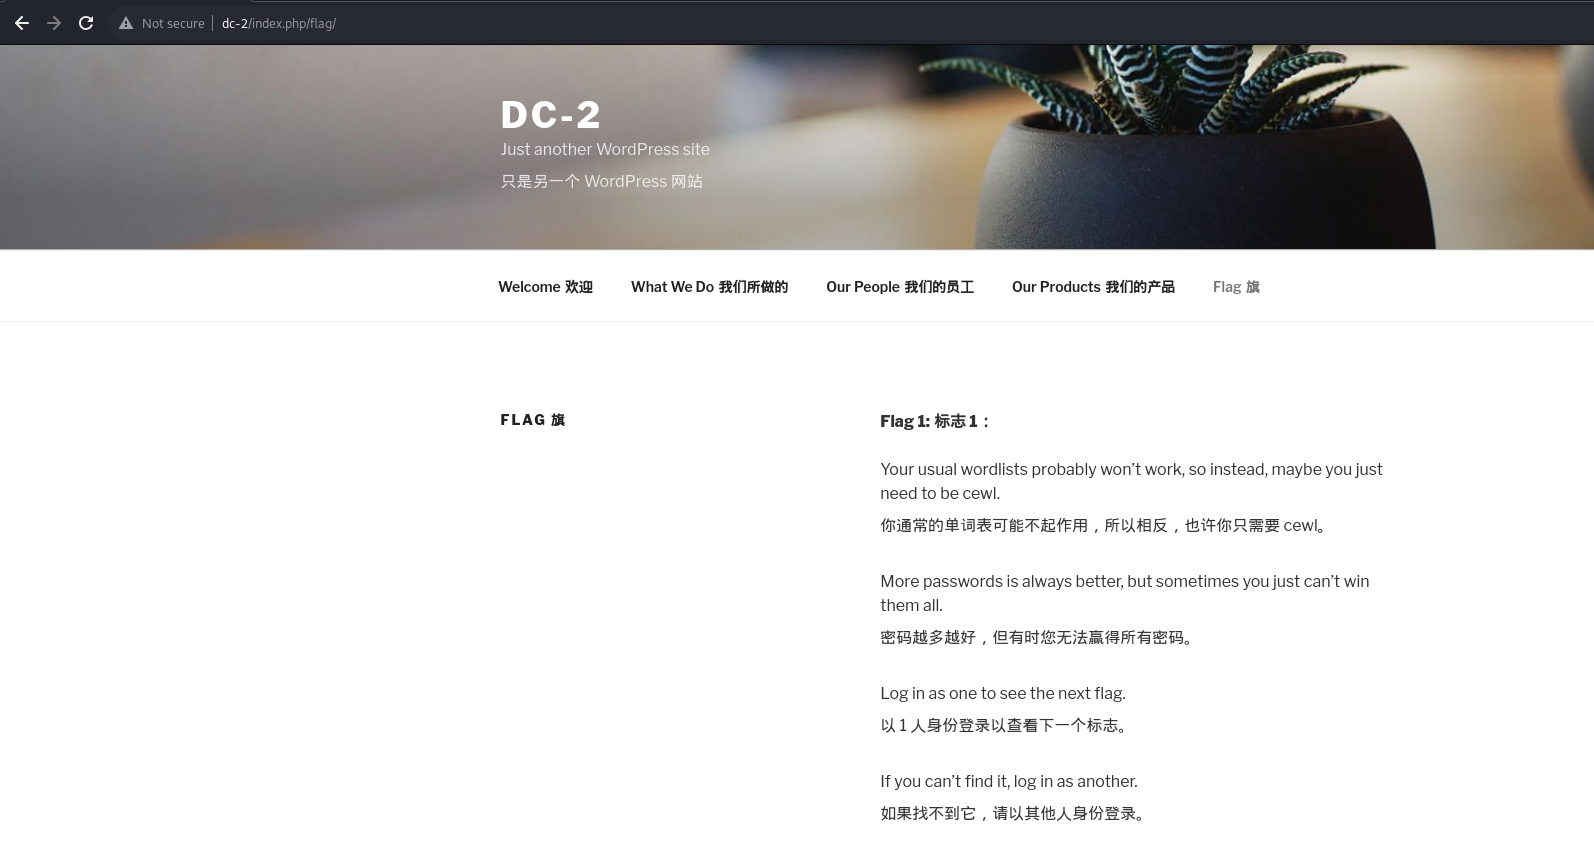 Not secure
dc-2/index.php/flag/
DC-2
Just another WordPress site
只是另一个 WordPress 网站
Welcome 欢迎
What We Do 我们所做的
Our People 我们的员工
Our Products 我们的产品
Flag 旗
FLAG 旗
Flag 1: 标志 1：
Your usual wordlists probably won’t work, so instead, maybe you just
need to be cewl.
你通常的单词表可能不起作用，所以相反，也许你只需要 cewl。
More passwords is always better, but sometimes you just can’t win
them all.
密码越多越好，但有时您无法赢得所有密码。
Log in as one to see the next flag.
以 1 人身份登录以查看下一个标志。
If you can’t find it, log in as another.
如果找不到它，请以其他人身份登录。